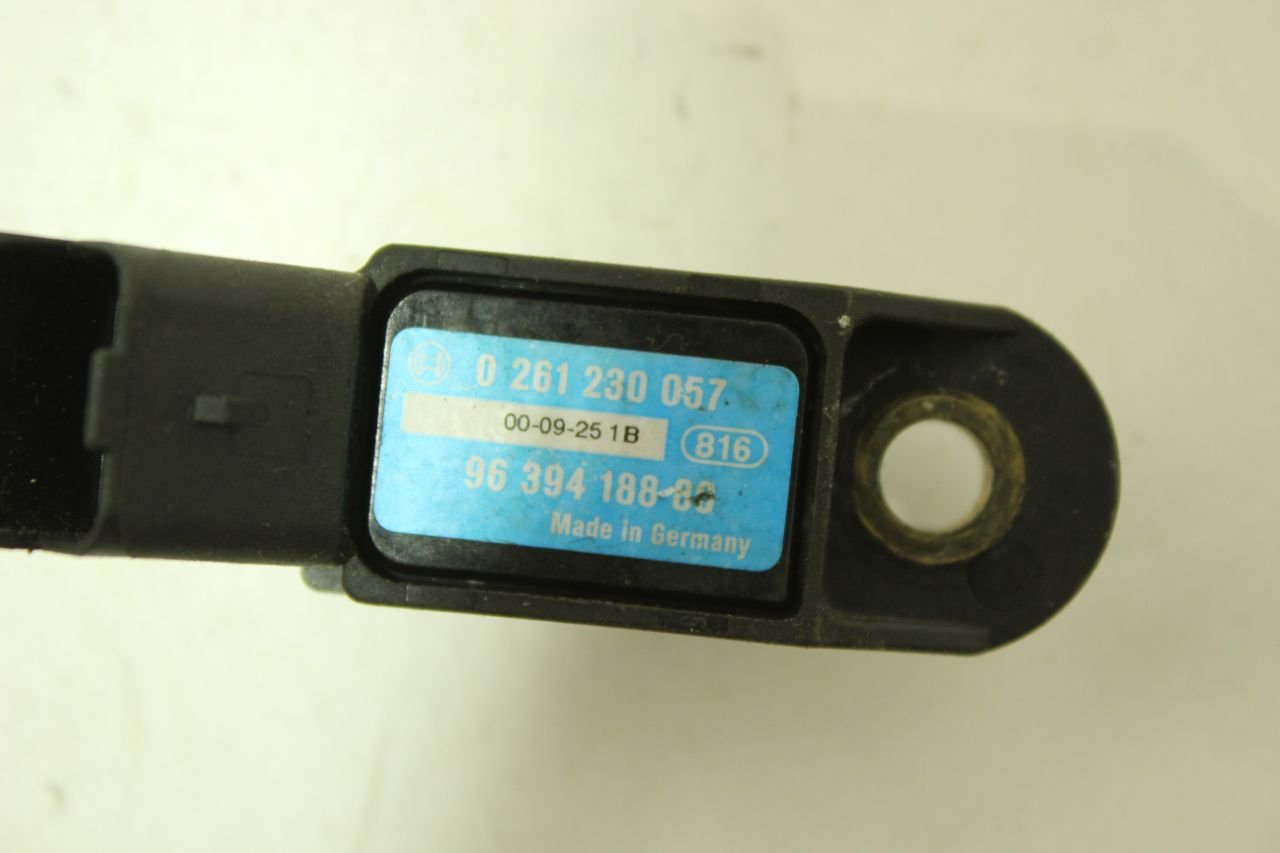 0 261 230 057
00-09-25 1B
816
96 394 188
Made in Germany